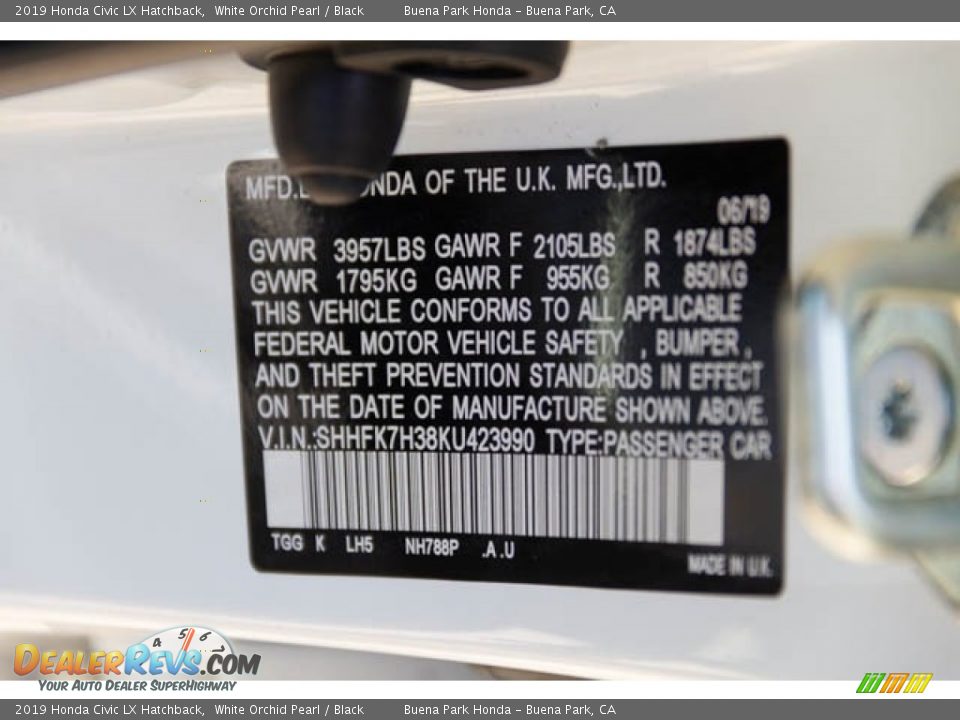 2019 Honda Civic LX Hatchback, White Orchid Pearl / Black Buena Park Honda - Buena Park, CA
MFD. ONDA OF THE U.K. MFG.,LTD.
06/19
GVWR 3957LBS GAWR F 2105LBS R 1874LBS
GVWR 1795KG GAWR F 955KG R 850KG
THIS VEHICLE CONFORMS TO ALL APPLICABLE
FEDERAL MOTOR VEHICLE SAFETY , BUMPER ,
AND THEFT PREVENTION STANDARDS IN EFFECT
ON THE DATE OF MANUFACTURE SHOWN ABOVE.
V.I.N.:SHHFK7H38KU423990 TYPE:PASSENGER CAR
TGG K LH5 NH788P .A .U
MADE IN U.K.
4 5 6
DEALERREVS.COM
YOUR AUTO DEALER SUPERHIGHWAY
2019 Honda Civic LX Hatchback, White Orchid Pearl / Black Buena Park Honda - Buena Park, CA